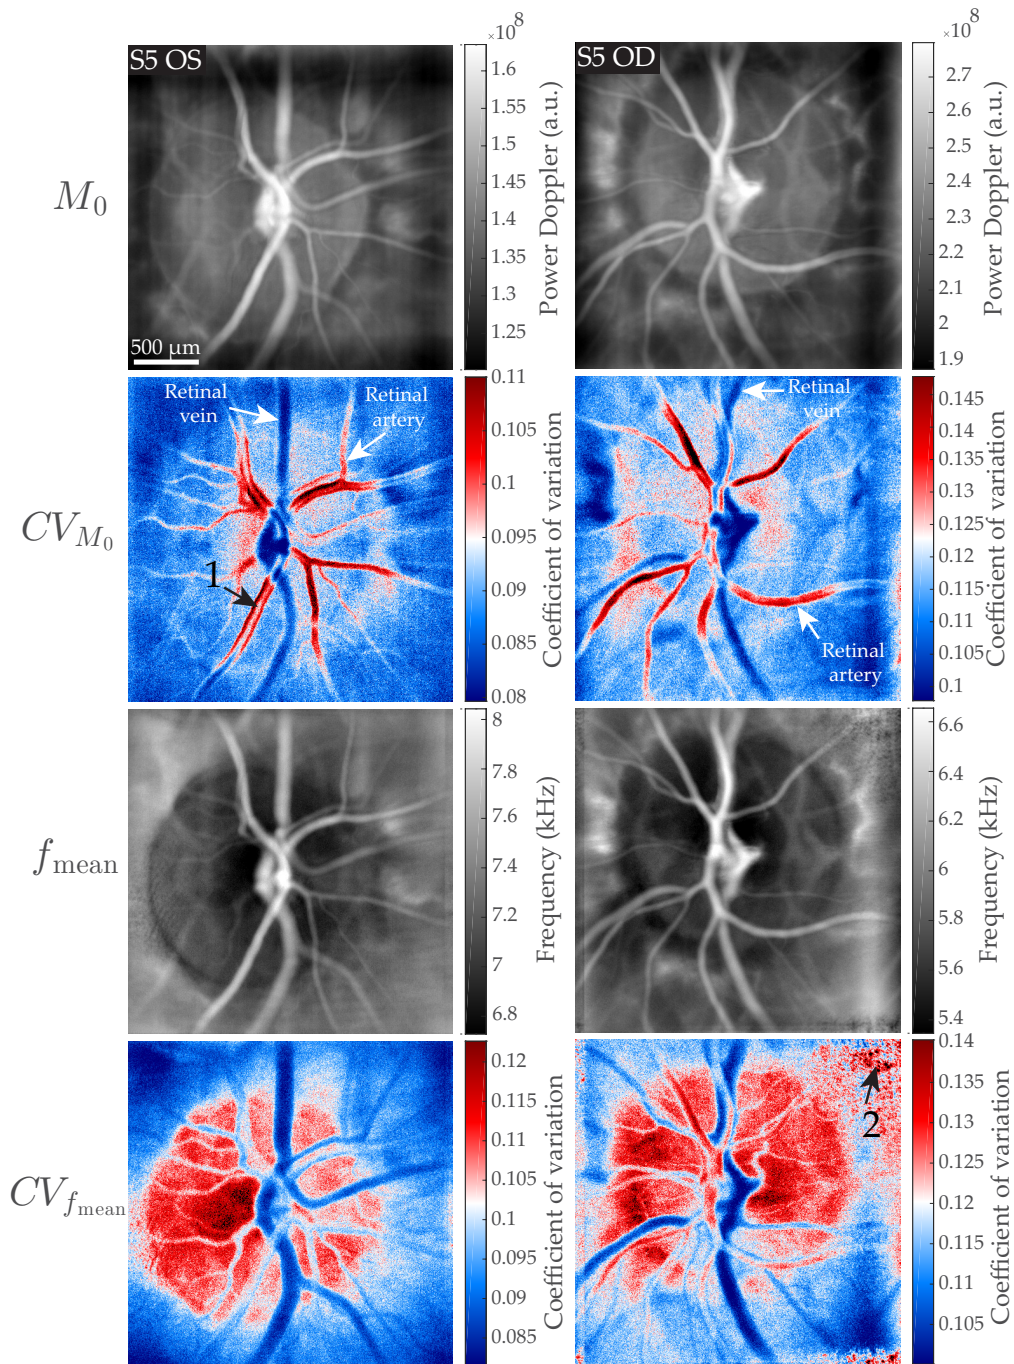 ×10⁸
S5 OS
1.6
1.55
1.5
1.45
1.4
1.35
1.3
1.25
Power Doppler (a.u.)
500 µm
×10⁸
S5 OD
2.7
2.6
2.5
2.4
2.3
2.2
2.1
2
1.9
Power Doppler (a.u.)
M₀
Retinal
vein
Retinal
artery
1
0.11
0.105
0.1
0.095
0.09
0.085
0.08
Coefficient of variation
Retinal
vein
Retinal
artery
0.145
0.14
0.135
0.13
0.125
0.12
0.115
0.11
0.105
0.1
Coefficient of variation
CV_{M₀}
8
7.8
7.6
7.4
7.2
7
6.8
Frequency (kHz)
6.6
6.4
6.2
6
5.8
5.6
5.4
Frequency (kHz)
f_{mean}
0.12
0.115
0.11
0.105
0.1
0.095
0.09
0.085
Coefficient of variation
2
0.14
0.135
0.13
0.125
0.12
0.115
0.11
0.105
Coefficient of variation
CV_{f_{mean}}